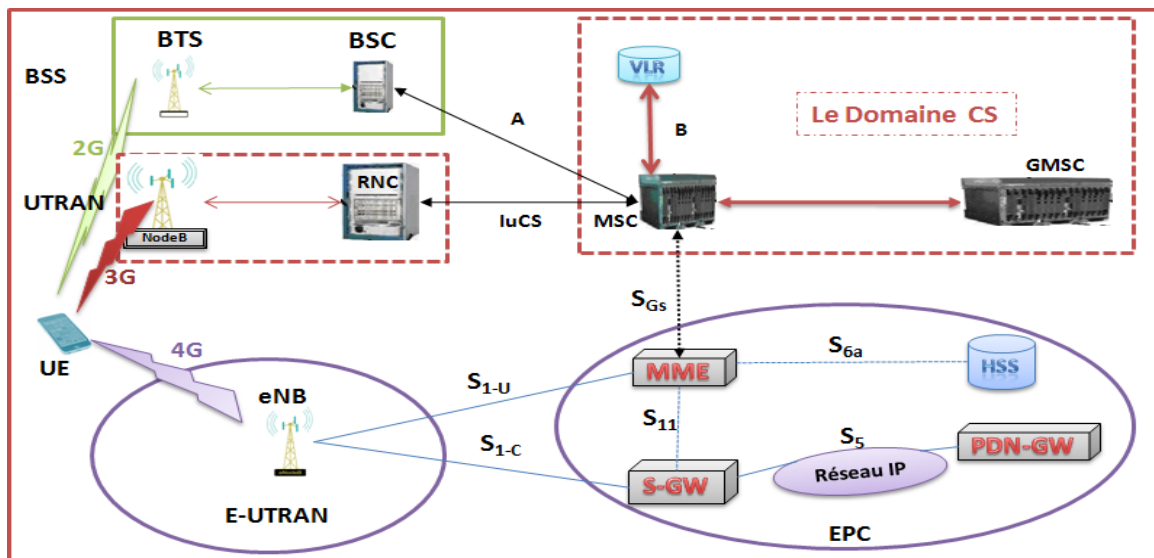 BTS
BSC
BSS
VLR
Le Domaine CS
A
B
2G
GMSC
RNC
UTRAN
IuCS
MSC
NodeB
3G
SGs
UE
4G
MME
S6a
HSS
S1-U
eNB
S11
S5
PDN-GW
S1-C
Réseau IP
S-GW
E-UTRAN
EPC